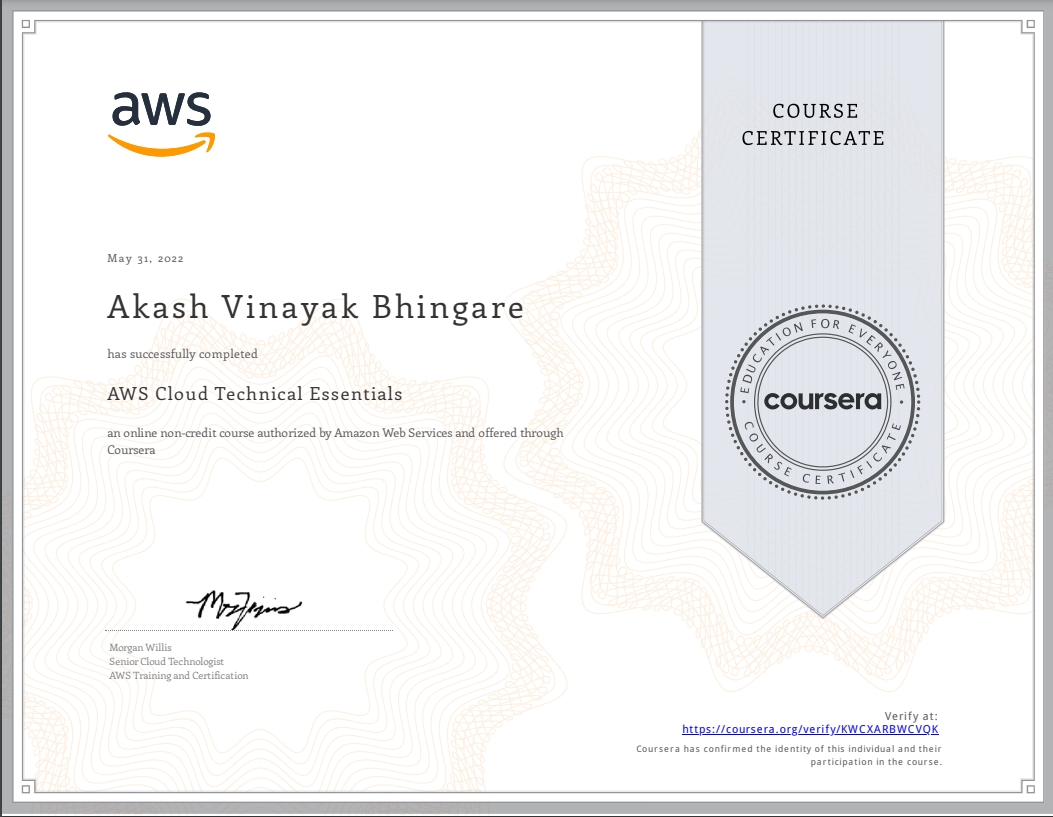 aws
COURSE
CERTIFICATE
May 31, 2022
Akash Vinayak Bhingare
has successfully completed
AWS Cloud Technical Essentials
an online non-credit course authorized by Amazon Web Services and offered through
Coursera
EDUCATION FOR EVERYONE
coursera
COURSE CERTIFICATE
Morgan Willis
Senior Cloud Technologist
AWS Training and Certification
Verify at:
https://coursera.org/verify/KWCXARBWCVQK
Coursera has confirmed the identity of this individual and their
participation in the course.